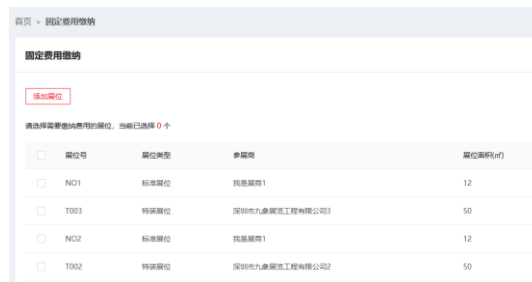 首页 > 固定费用缴纳
固定费用缴纳
添加展位
请选择需要缴纳费用的展位，当前已选择 0 个
展位号 展位类型 参展商 展位面积(㎡)
NO1 标准展位 我是展商1 12
T003 特装展位 深圳市九象展览工程有限公司3 50
NO2 标准展位 我是展商1 12
T002 特装展位 深圳市九象展览工程有限公司2 50